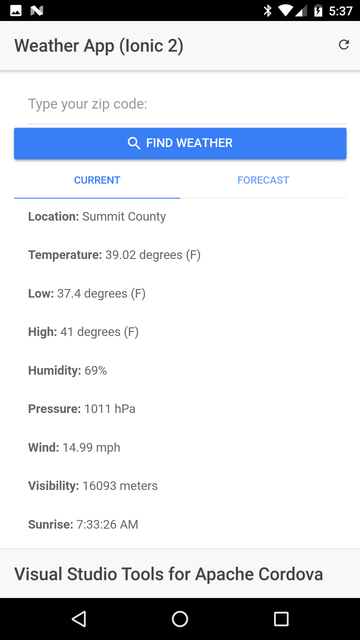 5:37
Weather App (Ionic 2)
Type your zip code:
FIND WEATHER
CURRENT FORECAST
Location: Summit County
Temperature: 39.02 degrees (F)
Low: 37.4 degrees (F)
High: 41 degrees (F)
Humidity: 69%
Pressure: 1011 hPa
Wind: 14.99 mph
Visibility: 16093 meters
Sunrise: 7:33:26 AM
Visual Studio Tools for Apache Cordova